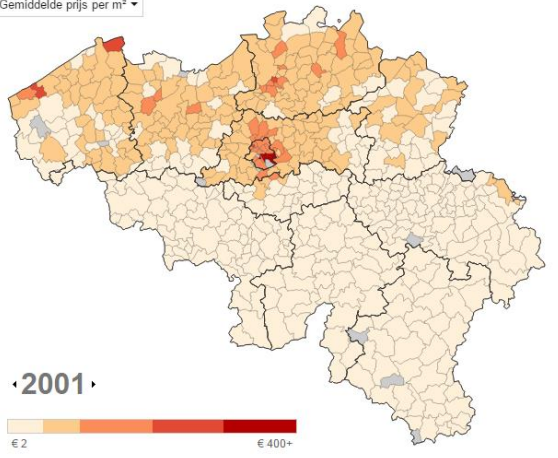 Gemiddelde prijs per m² ▾
2001
€ 2
€ 400+